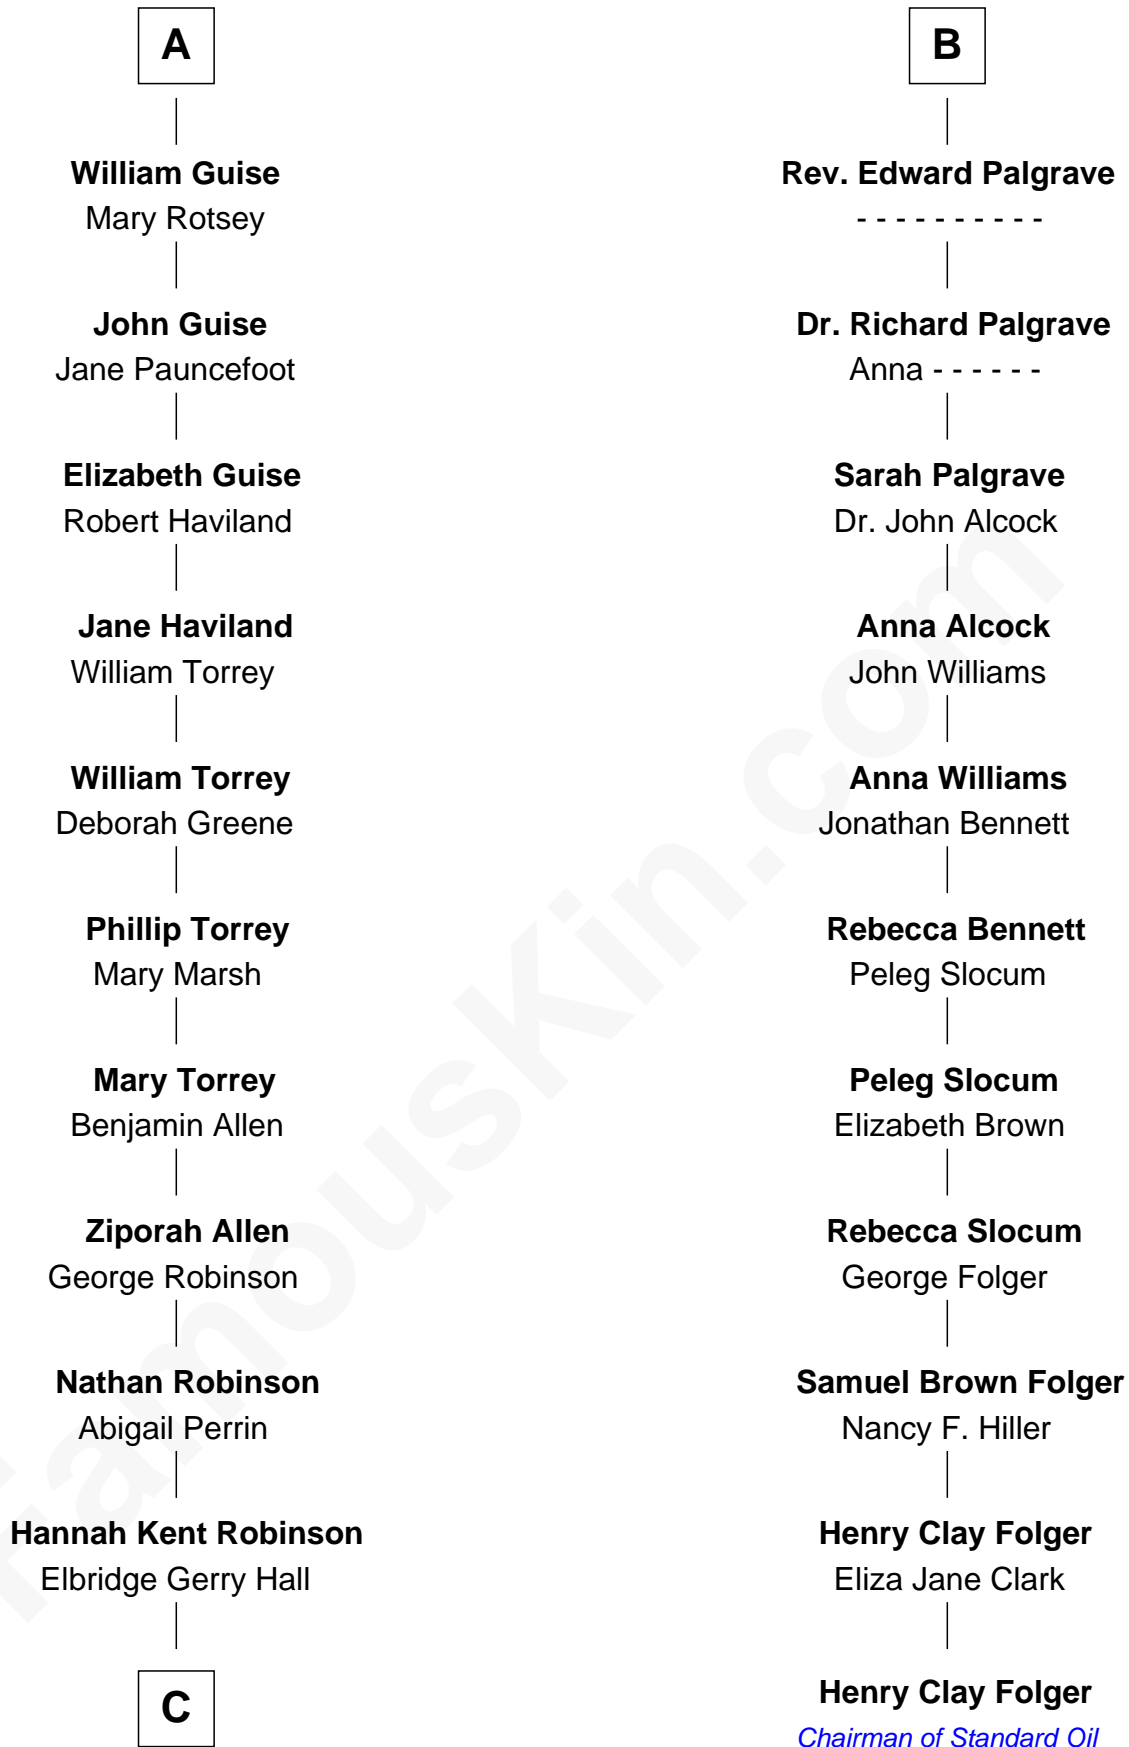 A
William Guise
Mary Rotsey
John Guise
Jane Pauncefoot
Elizabeth Guise
Robert Haviland
Jane Haviland
William Torrey
William Torrey
Deborah Greene
Phillip Torrey
Mary Marsh
Mary Torrey
Benjamin Allen
Ziporah Allen
George Robinson
Nathan Robinson
Abigail Perrin
Hannah Kent Robinson
Elbridge Gerry Hall
C
B
Rev. Edward Palgrave
- - - - - - - - - -
Dr. Richard Palgrave
Anna - - - - - -
Sarah Palgrave
Dr. John Alcock
Anna Alcock
John Williams
Anna Williams
Jonathan Bennett
Rebecca Bennett
Peleg Slocum
Peleg Slocum
Elizabeth Brown
Rebecca Slocum
George Folger
Samuel Brown Folger
Nancy F. Hiller
Henry Clay Folger
Eliza Jane Clark
Henry Clay Folger
Chairman of Standard Oil
FamousKin.com